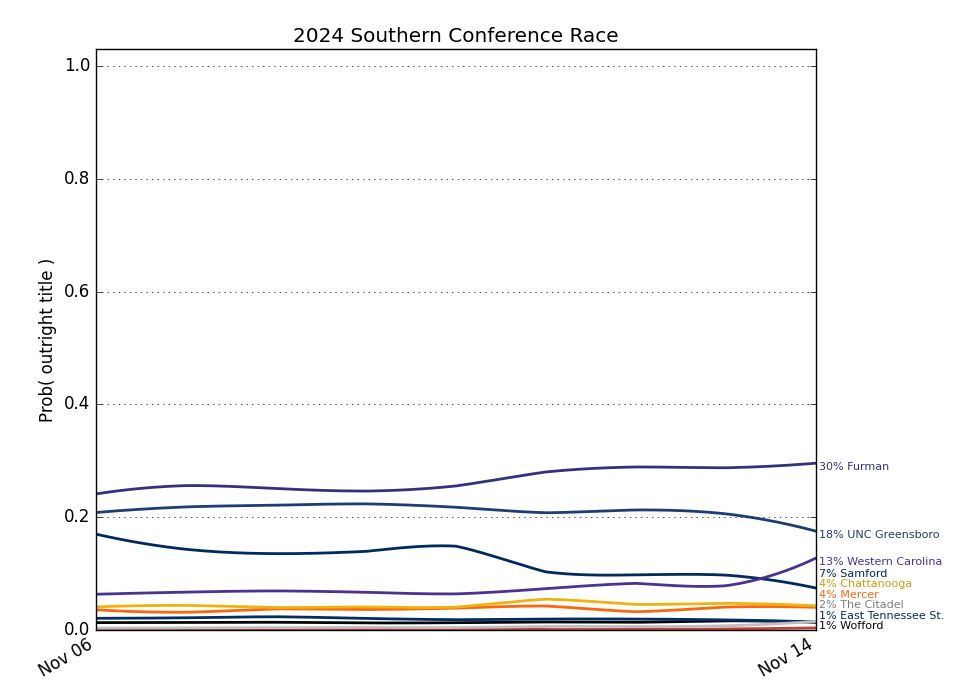 2024 Southern Conference Race
Prob( outright title )
1.0
0.8
0.6
0.4
0.2
0.0
Nov 06
Nov 14
30% Furman
18% UNC Greensboro
13% Western Carolina
7% Samford
4% Chattanooga
4% Mercer
2% The Citadel
1% East Tennessee St.
1% Wofford